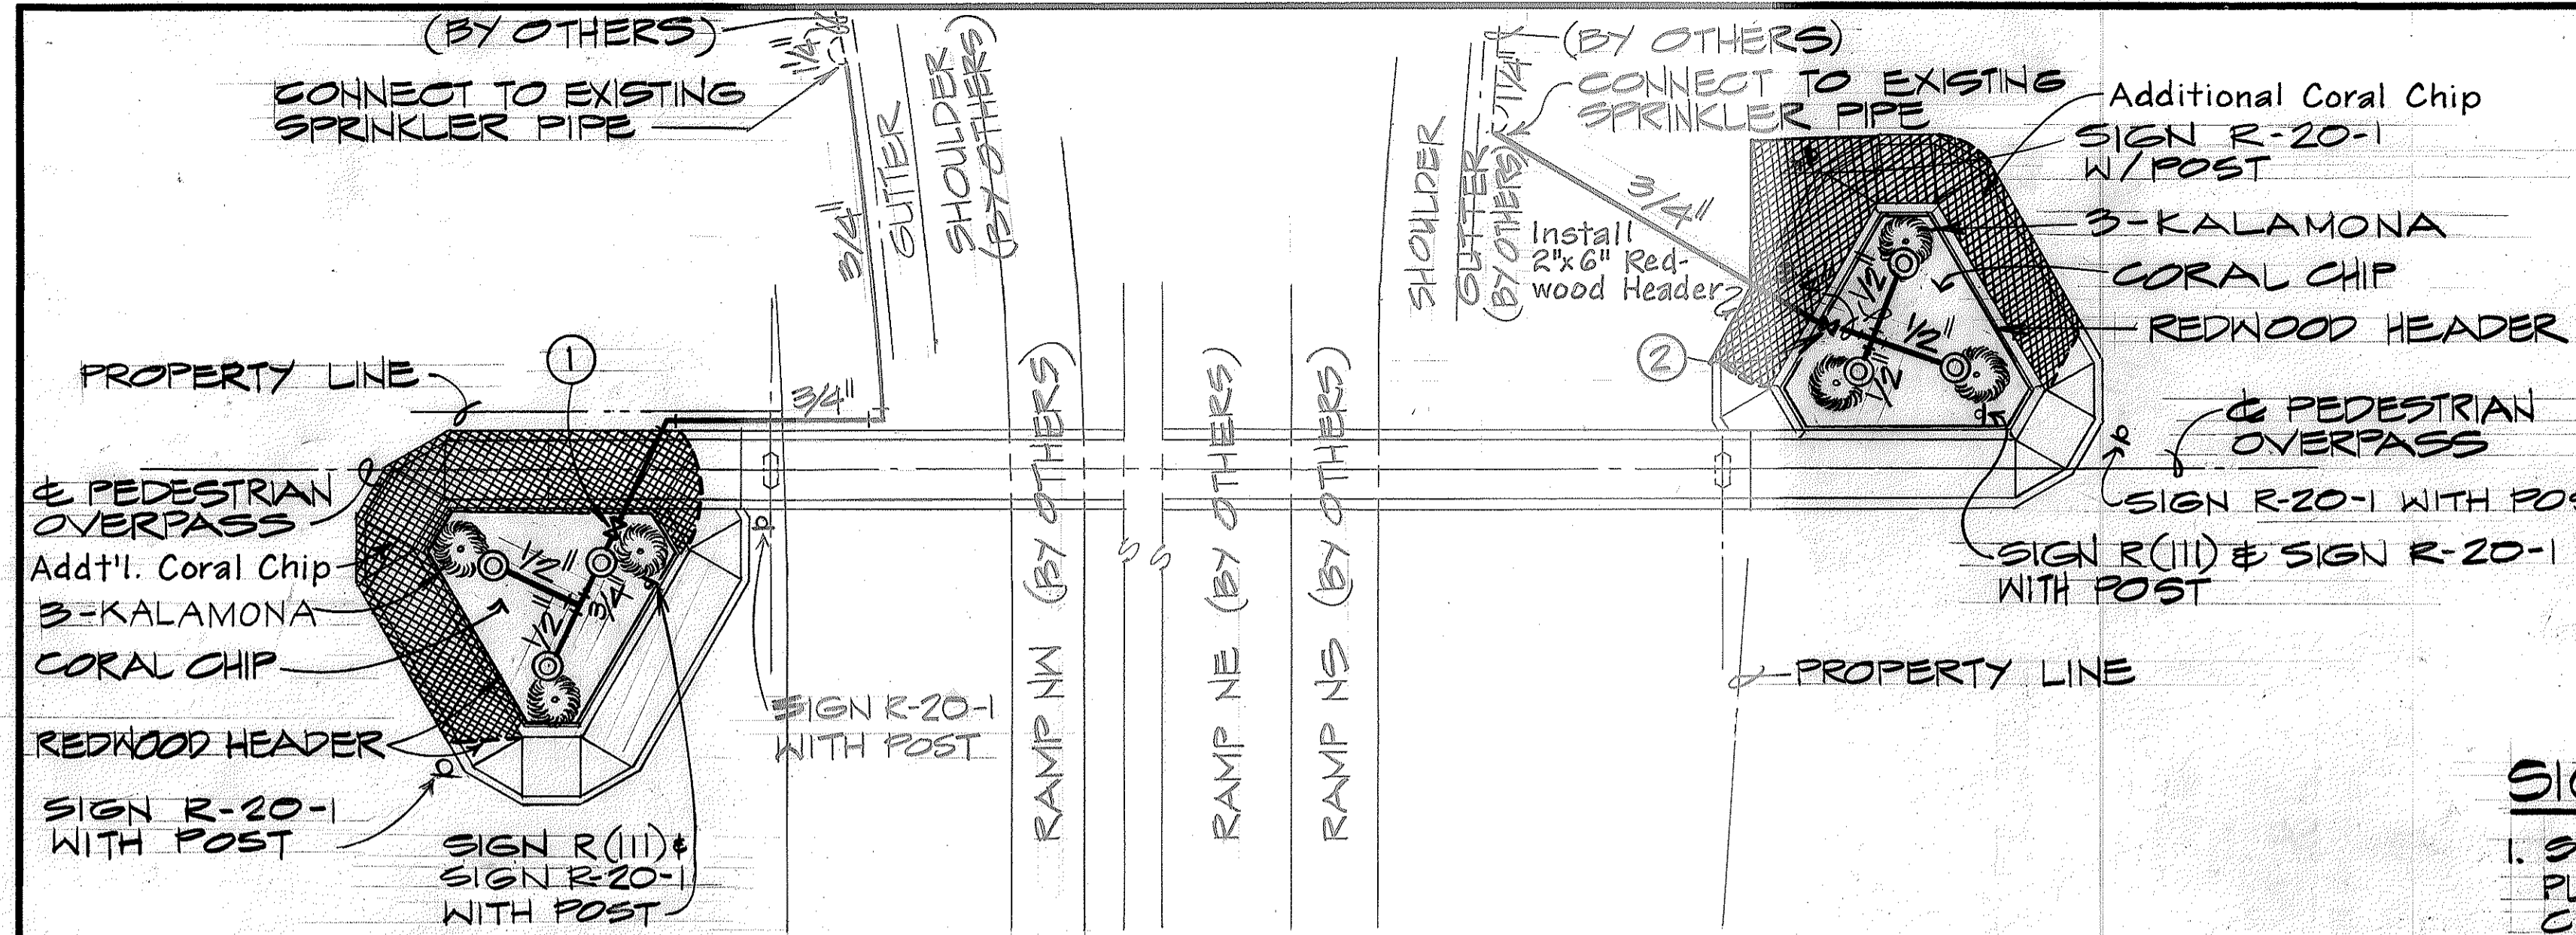 (BY OTHERS)
1/4"
CONNECT TO EXISTING
SPRINKLER PIPE
3/4"
GUTTER
SHOULDER
(BY OTHERS)
PROPERTY LINE
1
3/4"
℄ PEDESTRIAN
OVERPASS
Addt'l. Coral Chip
3-KALAMONA
CORAL CHIP
REDWOOD HEADER
SIGN R-20-1
WITH POST
1/2"
1/2"
3/4"
SIGN R(111) &
SIGN R-20-1
WITH POST
SIGN R-20-1
WITH POST
RAMP NW (BY OTHERS)
RAMP NE (BY OTHERS)
RAMP NS (BY OTHERS)
(BY OTHERS)
1 1/4"
CONNECT TO EXISTING
SPRINKLER PIPE
SHOULDER
GUTTER
(BY OTHERS)
3/4"
Install
2"x6" Red-
wood Header
2
1/2"
1/2"
1/2"
Additional Coral Chip
SIGN R-20-1
W/POST
3-KALAMONA
CORAL CHIP
REDWOOD HEADER
℄ PEDESTRIAN
OVERPASS
SIGN R-20-1 WITH POS
SIGN R(111) & SIGN R-20-1
WITH POST
PROPERTY LINE
SIG
1. S
PL
C